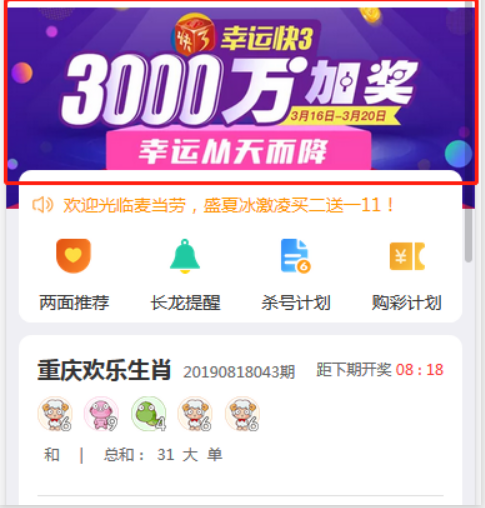 快3
幸运快3
3000万加奖
3月16日-3月20日
幸运从天而降
欢迎光临麦当劳，盛夏冰激凌买二送一11！
6
¥
两面推荐 长龙提醒 杀号计划 购彩计划
重庆欢乐生肖 20190818043期 距下期开奖 08:18
6 9 4 6 6
和 | 总和： 31 大 单